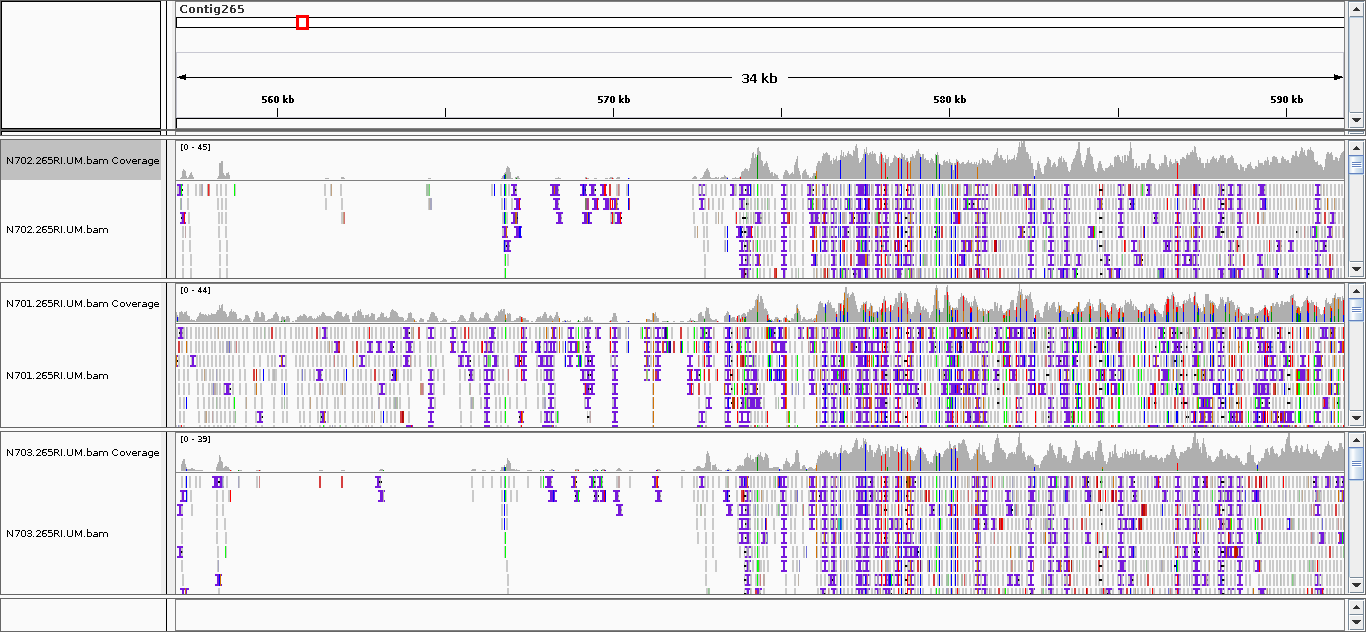 Contig265
34 kb
560 kb 570 kb 580 kb 590 kb
[0 - 45]
N702.265RI.UM.bam Coverage
N702.265RI.UM.bam
[0 - 44]
N701.265RI.UM.bam Coverage
N701.265RI.UM.bam
[0 - 39]
N703.265RI.UM.bam Coverage
N703.265RI.UM.bam